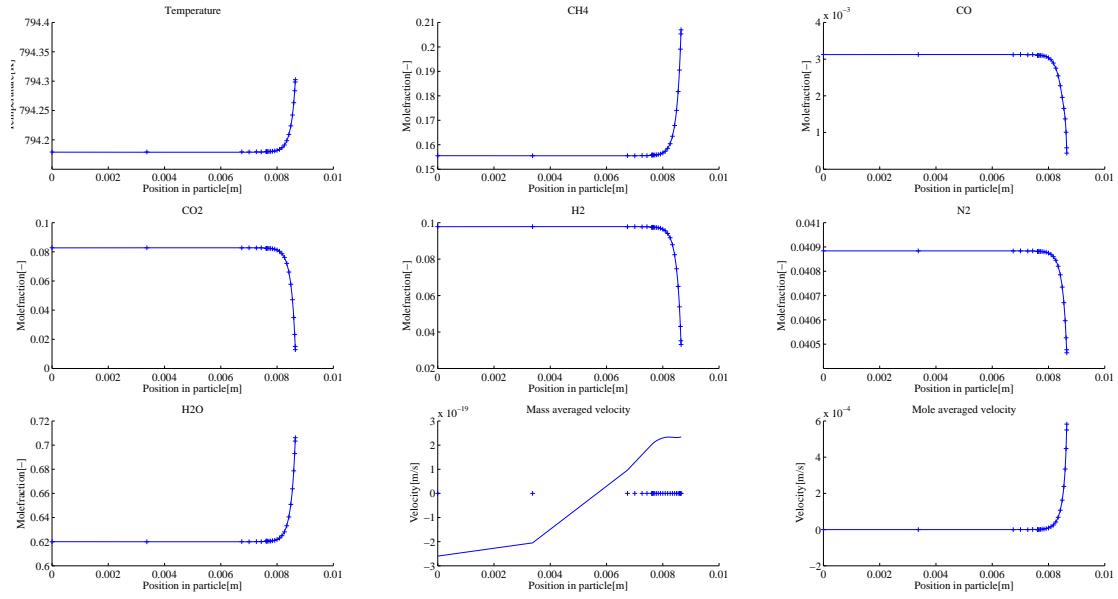 Temperature
794.4
794.35
794.3
794.25
794.2
0 0.002 0.004 0.006 0.008 0.01
Position in particle[m]
CH4
Molefraction[−]
0.21
0.2
0.19
0.18
0.17
0.16
0.15
0 0.002 0.004 0.006 0.008 0.01
Position in particle[m]
CO
x 10⁻³
Molefraction[−]
4
3
2
1
0
0 0.002 0.004 0.006 0.008 0.01
Position in particle[m]
CO2
Molefraction[−]
0.1
0.08
0.06
0.04
0.02
0
0 0.002 0.004 0.006 0.008 0.01
Position in particle[m]
H2
Molefraction[−]
0.1
0.08
0.06
0.04
0.02
0 0.002 0.004 0.006 0.008 0.01
Position in particle[m]
N2
Molefraction[−]
0.041
0.0409
0.0408
0.0407
0.0406
0.0405
0 0.002 0.004 0.006 0.008 0.01
Position in particle[m]
H2O
Molefraction[−]
0.72
0.7
0.68
0.66
0.64
0.62
0.6
0 0.002 0.004 0.006 0.008 0.01
Position in particle[m]
Mass averaged velocity
x 10⁻¹⁹
Velocity[m/s]
3
2
1
0
−1
−2
−3
0 0.002 0.004 0.006 0.008 0.01
Position in particle[m]
Mole averaged velocity
x 10⁻⁴
Velocity[m/s]
6
4
2
0
−2
0 0.002 0.004 0.006 0.008 0.01
Position in particle[m]